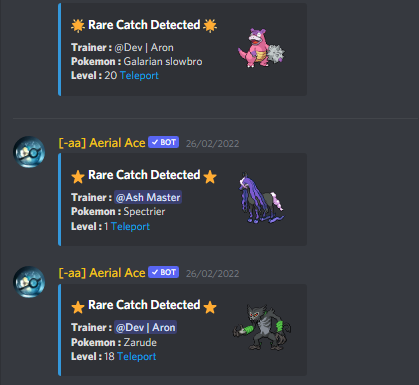 Rare Catch Detected
Trainer : @Dev | Aron
Pokemon : Galarian slowbro
Level : 20 Teleport
[-aa] Aerial Ace ✓ BOT 26/02/2022
Rare Catch Detected
Trainer : @Ash Master
Pokemon : Spectrier
Level : 1 Teleport
[-aa] Aerial Ace ✓ BOT 26/02/2022
Rare Catch Detected
Trainer : @Dev | Aron
Pokemon : Zarude
Level : 18 Teleport